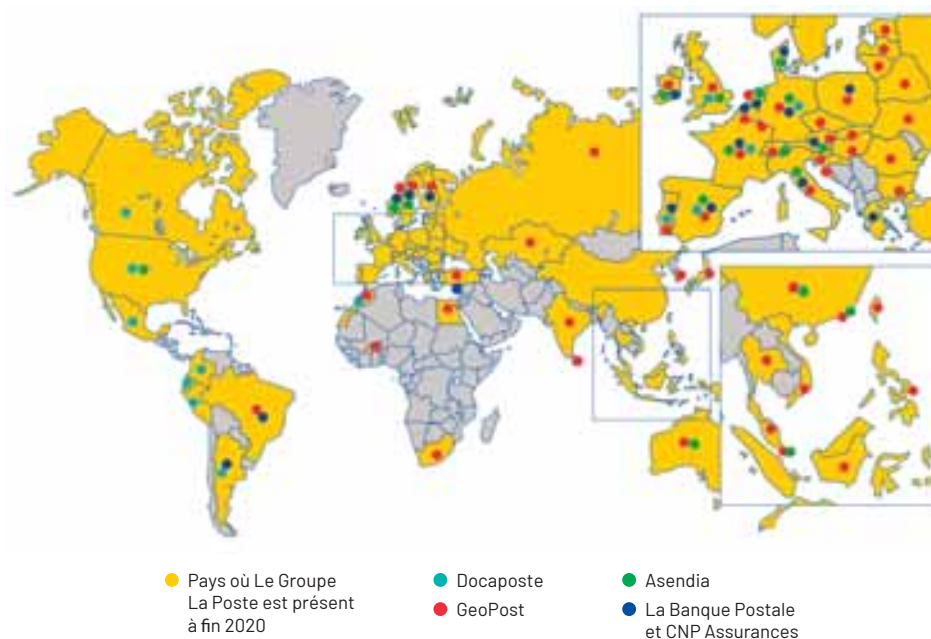 Pays où Le Groupe
La Poste est présent
à fin 2020
Docaposte
GeoPost
Asendia
La Banque Postale
et CNP Assurances